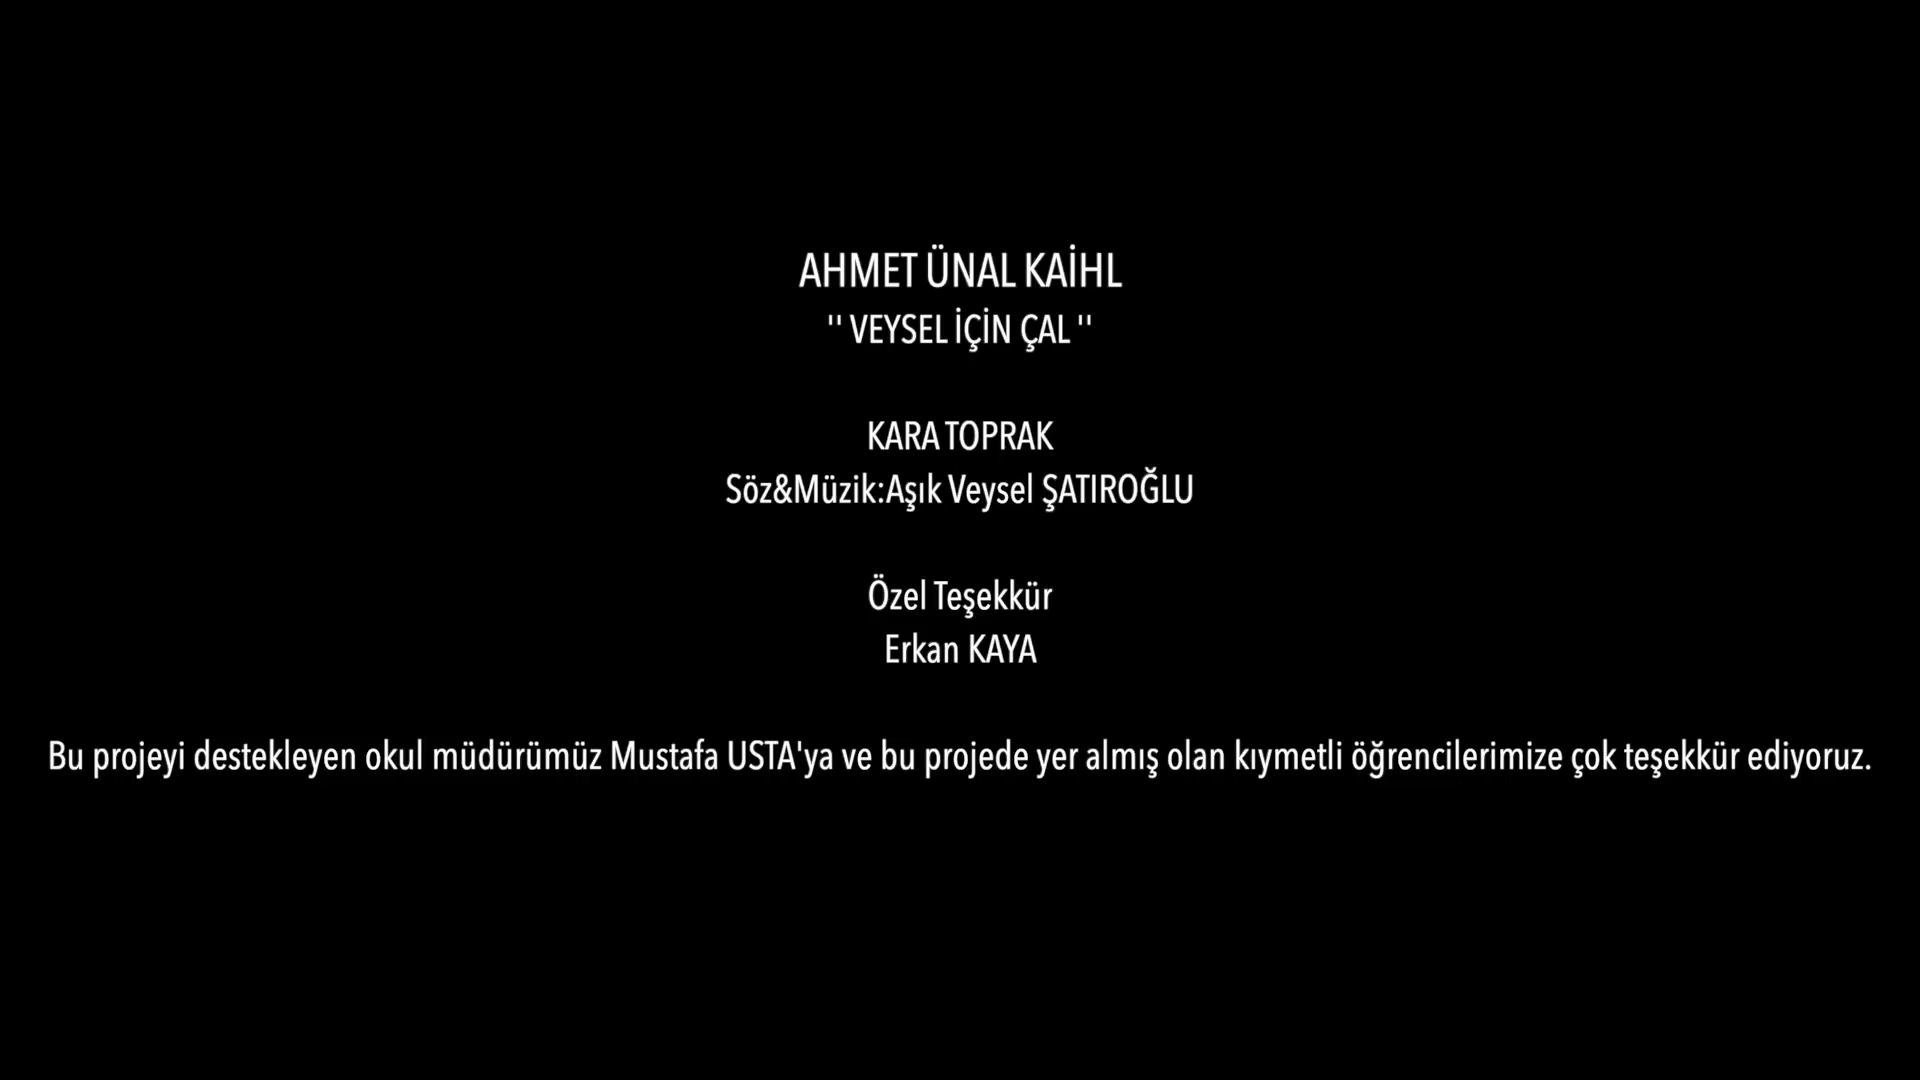 AHMET ÜNAL KAİHL
'' VEYSEL İÇİN ÇAL ''
KARA TOPRAK
Söz&Müzik:Aşık Veysel ŞATIROĞLU
Özel Teşekkür
Erkan KAYA
Bu projeyi destekleyen okul müdürümüz Mustafa USTA'ya ve bu projede yer almış olan kıymetli öğrencilerimize çok teşekkür ediyoruz.